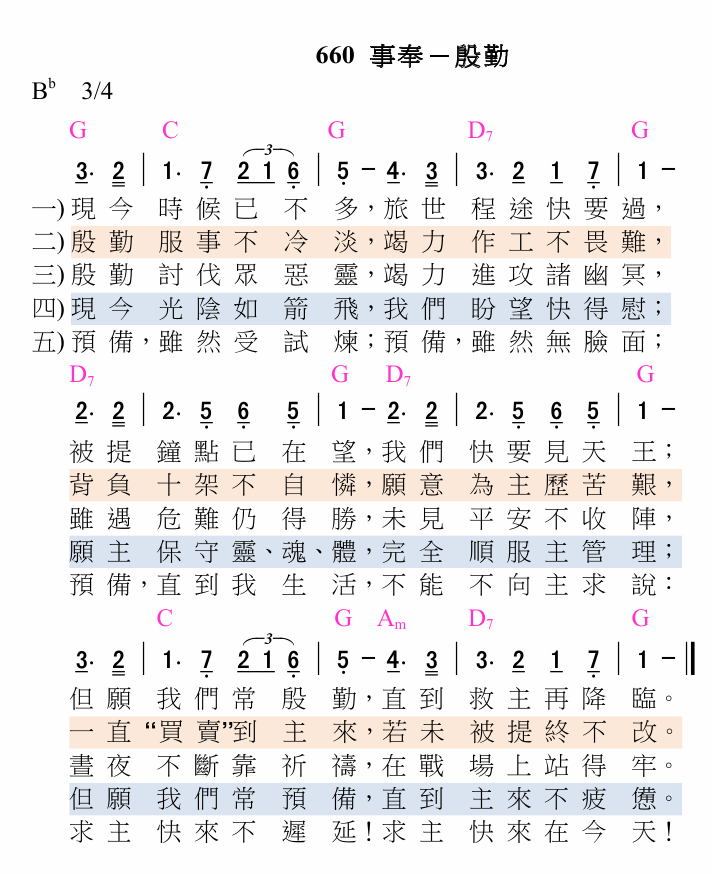 660 事奉－殷勤
Bb 3/4
G C G D7 G
3· 2 | 1· 7 2 1 6 | 5 － 4· 3 | 3· 2 1 7 | 1 －
一) 現今時候已不多，旅世程途快要過，
二) 殷勤服事不冷淡，竭力作工不畏難，
三) 殷勤討伐眾惡靈，竭力進攻諸幽冥，
四) 現今光陰如箭飛，我們盼望快得慰；
五) 預備，雖然受試煉；預備，雖然無臉面；
D7 G D7 G
2· 2 | 2· 5 6 5 | 1 － 2· 2 | 2· 5 6 5 | 1 －
被提鐘點已在望，我們快要見天王；
背負十架不自憐，願意為主歷苦艱，
雖遇危難仍得勝，未見平安不收陣，
願主保守靈、魂、體，完全順服主管理；
預備，直到我生活，不能不向主求說：
C G Am D7 G
3· 2 | 1· 7 2 1 6 | 5 － 4· 3 | 3· 2 1 7 | 1 － ‖
但願我們常殷勤，直到救主再降臨。
一直“買賣”到主來，若未被提終不改。
晝夜不斷靠祈禱，在戰場上站得牢。
但願我們常預備，直到主來不疲憊。
求主快來不遲延！求主快來在今天！